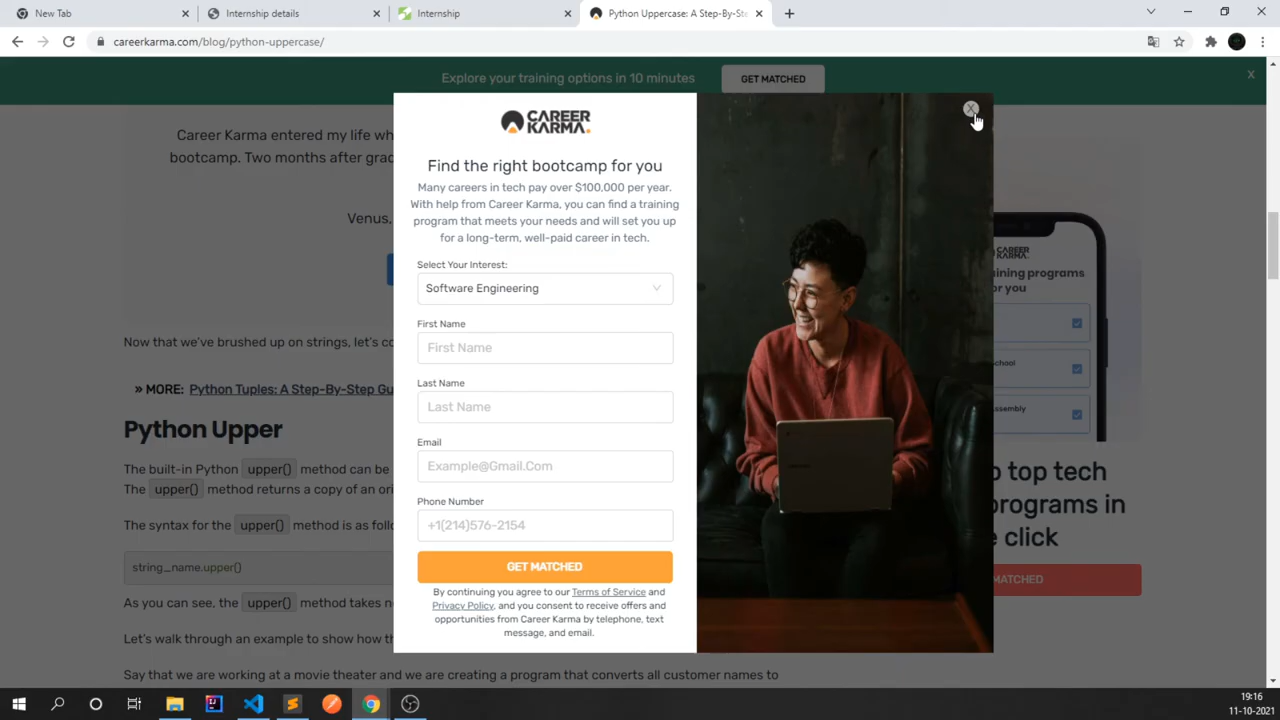 New Tab
Internship details
Internship
Python Uppercase: A Step-By-Ste
careerkarma.com/blog/python-uppercase/
Explore your training options in 10 minutes
GET MATCHED
X
Career Karma entered my life wh
bootcamp. Two months after grad
Venus,
Now that we've brushed up on strings, let's co
» MORE: Python Tuples: A Step-By-Step Gu
Python Upper
The built-in Python upper() method can be
The upper() method returns a copy of an ori
The syntax for the upper() method is as follo
string_name.upper()
As you can see, the upper() method takes n
Let's walk through an example to show how th
Say that we are working at a movie theater and we are creating a program that converts all customer names to
CAREER
KARMA.
Find the right bootcamp for you
Many careers in tech pay over $100,000 per year.
With help from Career Karma, you can find a training
program that meets your needs and will set you up
for a long-term, well-paid career in tech.
Select Your Interest:
Software Engineering
First Name
First Name
Last Name
Last Name
Email
Example@Gmail.Com
Phone Number
+1(214)576-2154
GET MATCHED
By continuing you agree to our Terms of Service and
Privacy Policy, and you consent to receive offers and
opportunities from Career Karma by telephone, text
message, and email.
X
CAREER
KARMA.
ining programs
or you
School
ssembly
o top tech
programs in
e click
MATCHED
19:16
11-10-2021